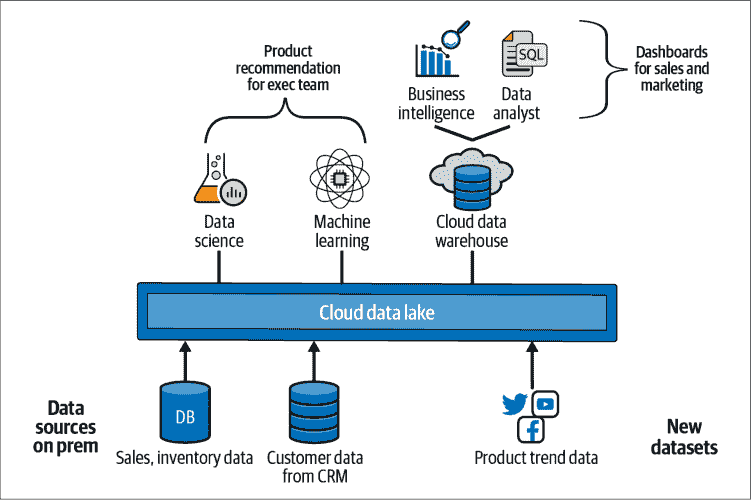 Product
recommendation
for exec team
SQL
Business
intelligence
Data
analyst
Dashboards
for sales and
marketing
Data
science
Machine
learning
Cloud data
warehouse
Cloud data lake
Data
sources
on prem
DB
Sales, inventory data
Customer data
from CRM
Product trend data
New
datasets